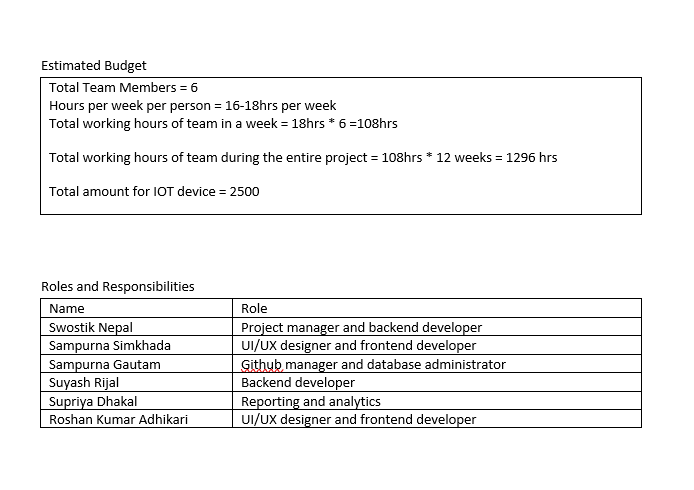 Estimated Budget
Total Team Members = 6
Hours per week per person = 16-18hrs per week
Total working hours of team in a week = 18hrs * 6 =108hrs
Total working hours of team during the entire project = 108hrs * 12 weeks = 1296 hrs
Total amount for IOT device = 2500
Roles and Responsibilities
Name Role
Swostik Nepal Project manager and backend developer
Sampurna Simkhada UI/UX designer and frontend developer
Sampurna Gautam Github manager and database administrator
Suyash Rijal Backend developer
Supriya Dhakal Reporting and analytics
Roshan Kumar Adhikari UI/UX designer and frontend developer